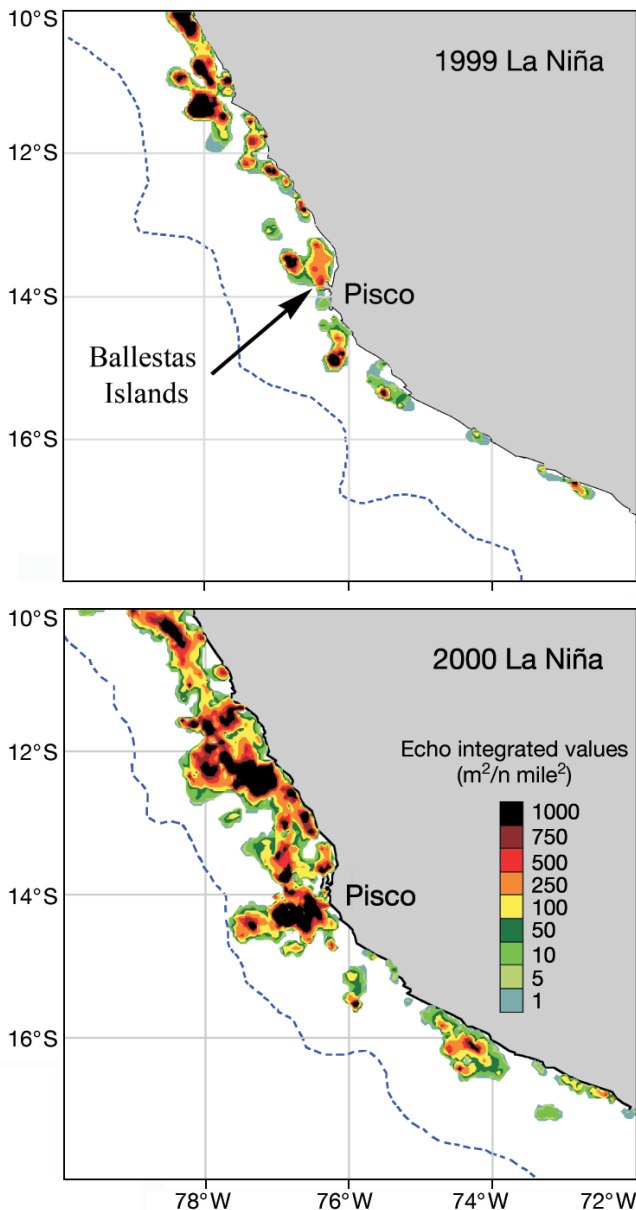 10°S
1999 La Niña
12°S
14°S
Pisco
Ballestas
Islands
16°S
10°S
2000 La Niña
12°S
Echo integrated values
(m²/n mile²)
1000
750
500
250
100
50
10
5
1
14°S
Pisco
16°S
78°W 76°W 74°W 72°W